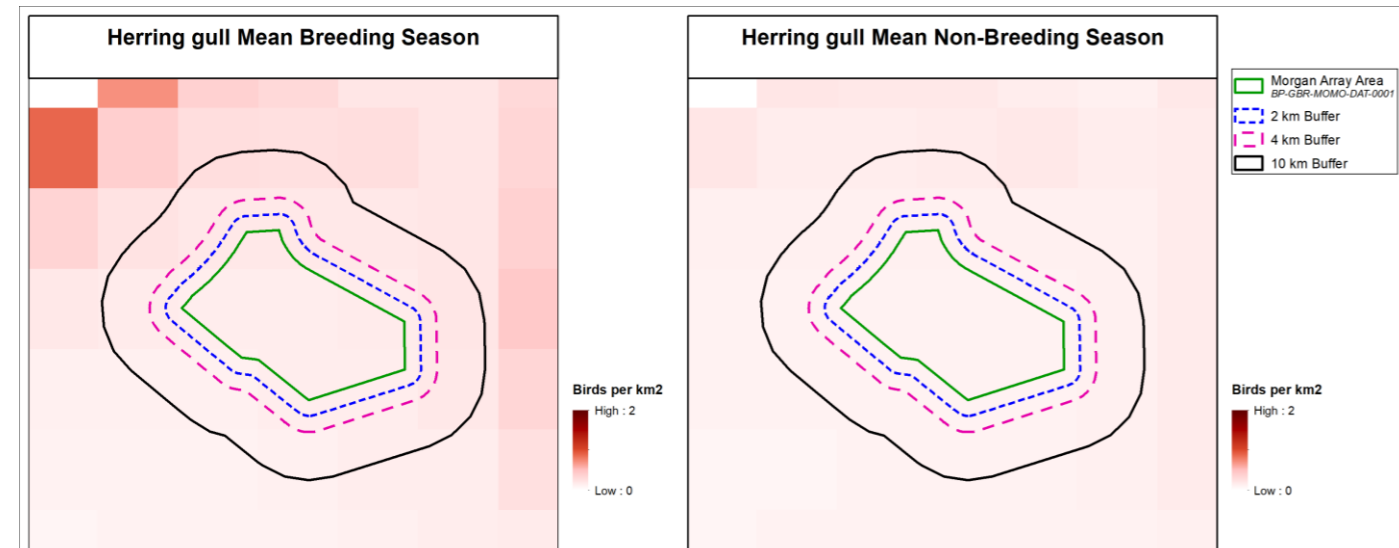 Herring gull Mean Breeding Season
Herring gull Mean Non-Breeding Season
Morgan Array Area
BP-GBR-MOMO-DAT-0001
2 km Buffer
4 km Buffer
10 km Buffer
Birds per km2
High : 2
Low : 0
Birds per km2
High : 2
Low : 0